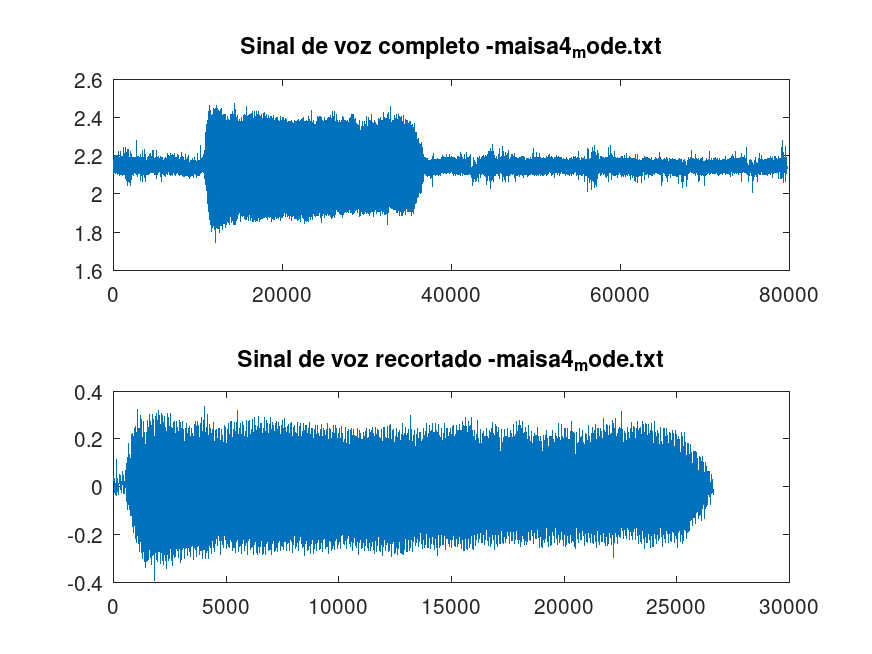 Sinal de voz completo -maisa4ₘode.txt
2.6
2.4
2.2
2
1.8
1.6
0 20000 40000 60000 80000
Sinal de voz recortado -maisa4ₘode.txt
0.4
0.2
0
-0.2
-0.4
0 5000 10000 15000 20000 25000 30000